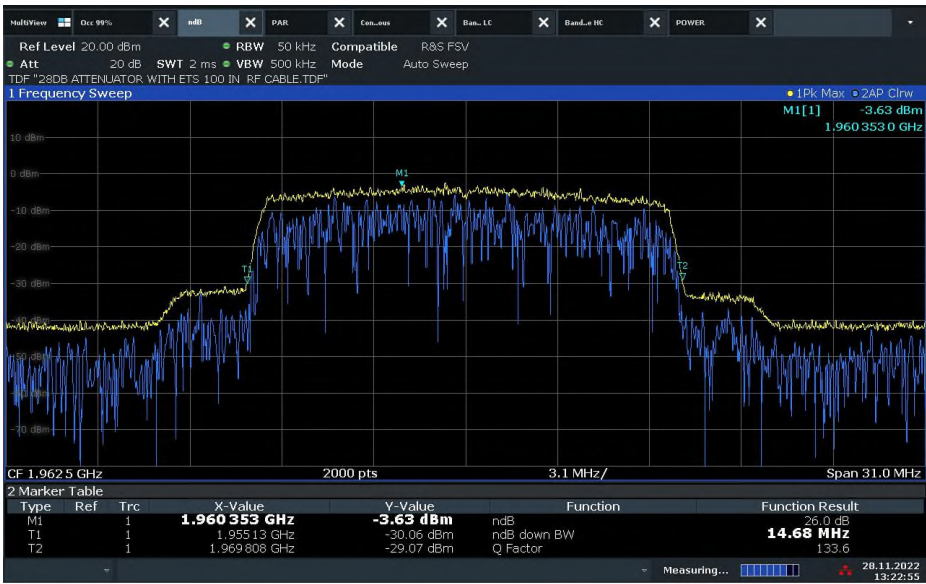 MultiView Occ 99% X ndB X PAR X Con...ous X Ban.. LC X Band...e HC X POWER X
Ref Level 20.00 dBm RBW 50 kHz Compatible R&S FSV
Att 20 dB SWT 2 ms VBW 500 kHz Mode Auto Sweep
TDF "28DB ATTENUATOR WITH ETS 100 IN RF CABLE.TDF"
1 Frequency Sweep 1Pk Max 2AP Clrw
M1[1] -3.63 dBm
1.960 353 0 GHz
10 dBm
0 dBm
M1
-10 dBm
-20 dBm
T1
T2
-30 dBm
-40 dBm
-50 dBm
-60 dBm
-70 dBm
CF 1.962 5 GHz 2000 pts 3.1 MHz/ Span 31.0 MHz
2 Marker Table
Type Ref Trc X-Value Y-Value Function Function Result
M1 1 1.960 353 GHz -3.63 dBm ndB 26.0 dB
T1 1 1.955 13 GHz -30.06 dBm ndB down BW 14.68 MHz
T2 1 1.969 808 GHz -29.07 dBm Q Factor 133.6
Measuring... 28.11.2022
13:22:55